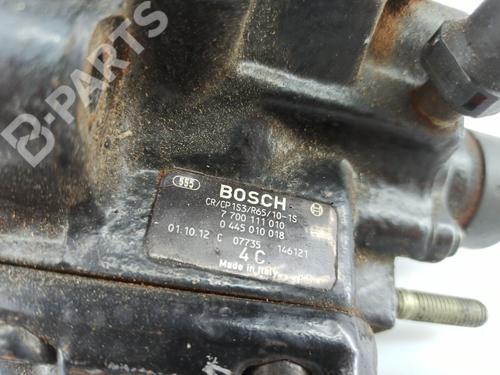 B-PARTS
555 BOSCH
CR/CP1S3/R65/10-1S
7 700 111 010
0 445 010 018
01.10.12 C 07735 146121
4 C
Made in Italy